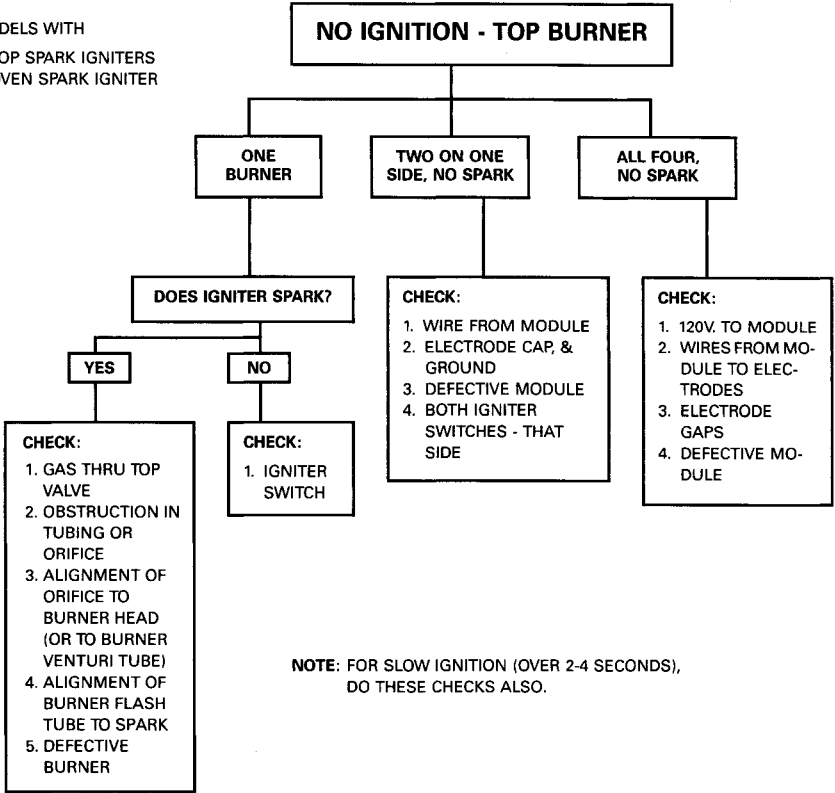 DELS WITH
OP SPARK IGNITERS
VEN SPARK IGNITER
NO IGNITION - TOP BURNER
ONE
BURNER
TWO ON ONE
SIDE, NO SPARK
ALL FOUR,
NO SPARK
DOES IGNITER SPARK?
YES
NO
CHECK:
1. GAS THRU TOP
VALVE
2. OBSTRUCTION IN
TUBING OR
ORIFICE
3. ALIGNMENT OF
ORIFICE TO
BURNER HEAD
(OR TO BURNER
VENTURI TUBE)
4. ALIGNMENT OF
BURNER FLASH
TUBE TO SPARK
5. DEFECTIVE
BURNER
CHECK:
1. IGNITER
SWITCH
CHECK:
1. WIRE FROM MODULE
2. ELECTRODE CAP, &
GROUND
3. DEFECTIVE MODULE
4. BOTH IGNITER
SWITCHES - THAT
SIDE
CHECK:
1. 120V. TO MODULE
2. WIRES FROM MO-
DULE TO ELEC-
TRODES
3. ELECTRODE
GAPS
4. DEFECTIVE MO-
DULE
NOTE: FOR SLOW IGNITION (OVER 2-4 SECONDS),
DO THESE CHECKS ALSO.